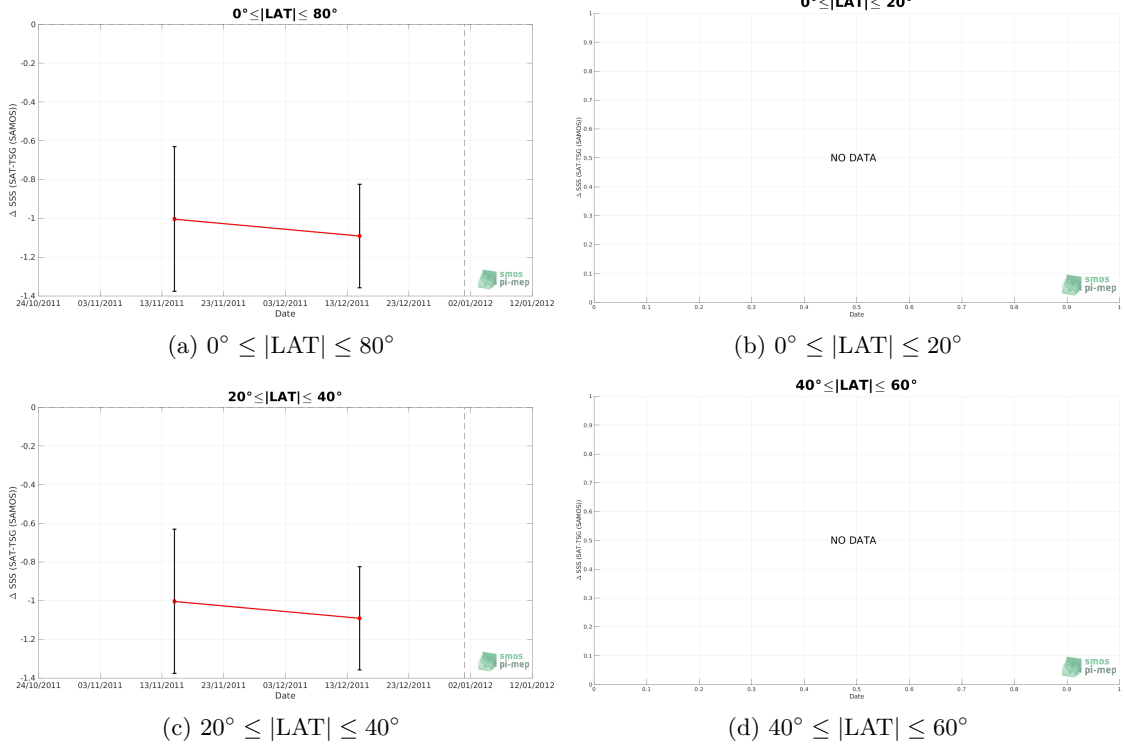 0°≤|LAT|≤ 80°
0
-0.2
-0.4
-0.6
-0.8
-1
-1.2
-1.4
Δ SSS (SAT-TSG (SAMOS))
24/10/2011 03/11/2011 13/11/2011 23/11/2011 03/12/2011 13/12/2011 23/12/2011 02/01/2012 12/01/2012
Date
smos
pi-mep
(a) 0° ≤ |LAT| ≤ 80°
0°≤|LAT|≤ 20°
1
0.9
0.8
0.7
0.6
0.5
0.4
0.3
0.2
0.1
0
Δ SSS (SAT-TSG (SAMOS))
NO DATA
0 0.1 0.2 0.3 0.4 0.5 0.6 0.7 0.8 0.9 1
Date
smos
pi-mep
(b) 0° ≤ |LAT| ≤ 20°
20°≤|LAT|≤ 40°
0
-0.2
-0.4
-0.6
-0.8
-1
-1.2
-1.4
Δ SSS (SAT-TSG (SAMOS))
24/10/2011 03/11/2011 13/11/2011 23/11/2011 03/12/2011 13/12/2011 23/12/2011 02/01/2012 12/01/2012
Date
smos
pi-mep
(c) 20° ≤ |LAT| ≤ 40°
40°≤|LAT|≤ 60°
1
0.9
0.8
0.7
0.6
0.5
0.4
0.3
0.2
0.1
0
Δ SSS (SAT-TSG (SAMOS))
NO DATA
0 0.1 0.2 0.3 0.4 0.5 0.6 0.7 0.8 0.9 1
Date
smos
pi-mep
(d) 40° ≤ |LAT| ≤ 60°